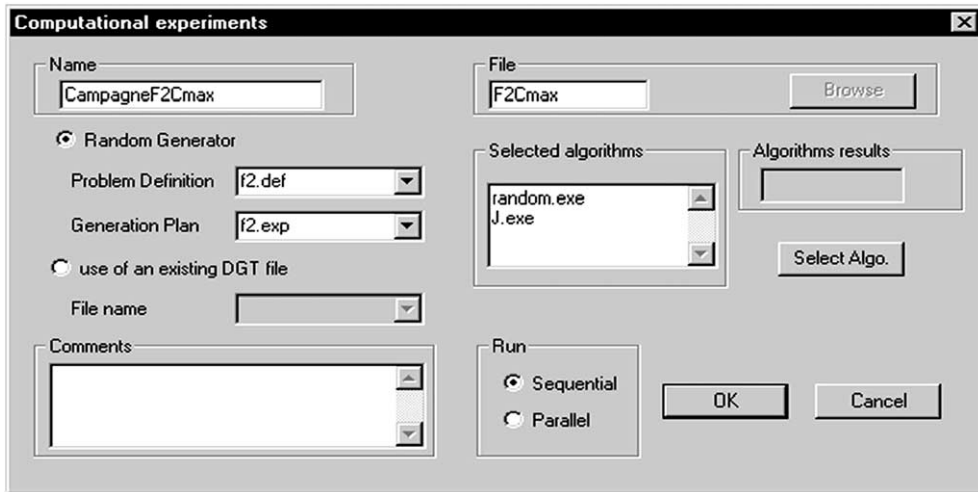 Computational experiments
Name
CampagneF2Cmax
File
F2Cmax
Browse
Random Generator
Problem Definition
f2.def
Generation Plan
f2.exp
use of an existing DGT file
File name
Selected algorithms
random.exe
J.exe
Algorithms results
Select Algo.
Comments
Run
Sequential
Parallel
OK
Cancel